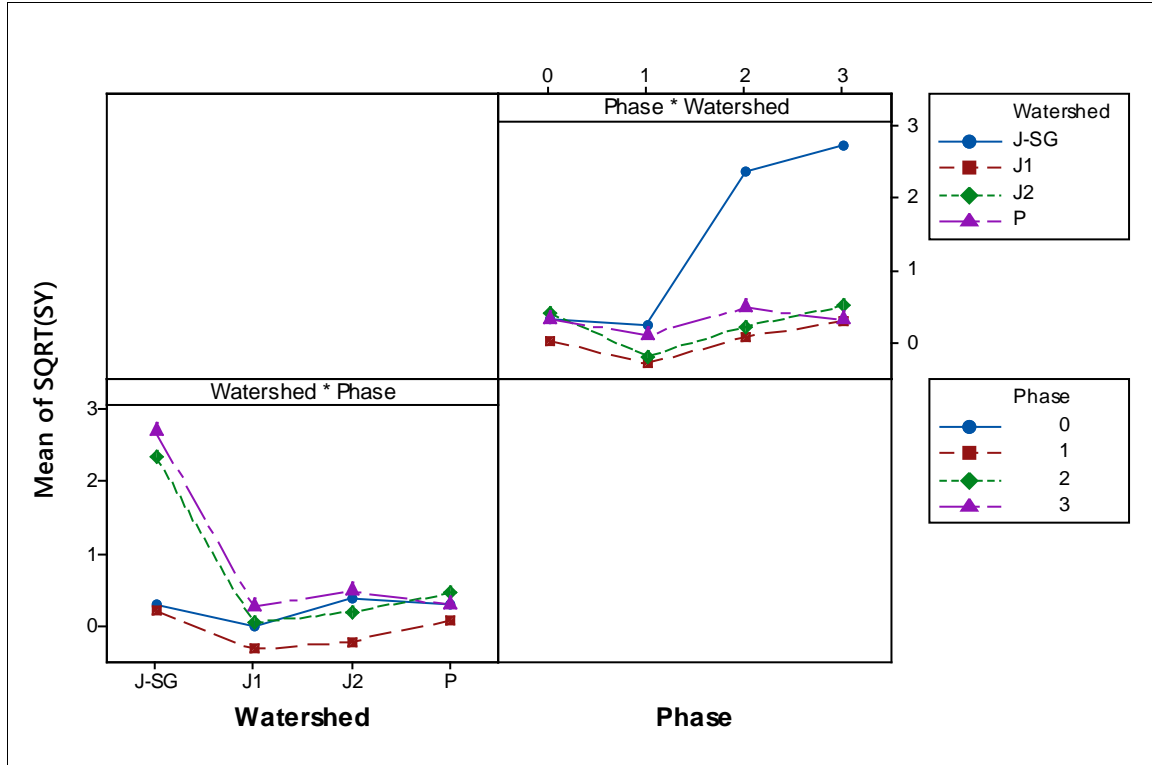 0 1 2 3
Phase * Watershed
3
2
1
0
Watershed
J-SG
J1
J2
P
Mean of SQRT(SY)
Watershed * Phase
3
2
1
0
J-SG J1 J2 P
Watershed
Phase
Phase
0
1
2
3